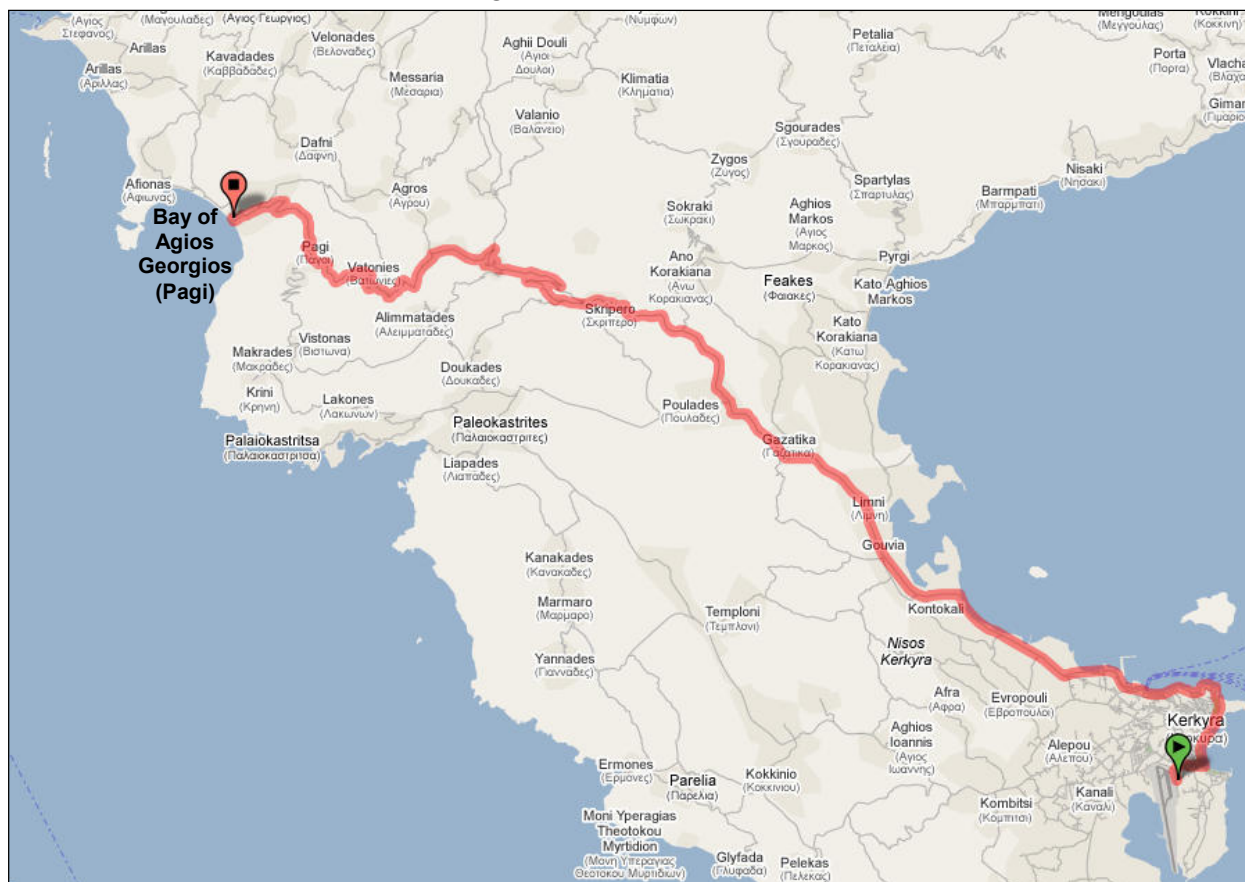 (Αγιος
Στεφανος)
(Μαγουλαδες)
(Αγιος Γεωργιος)
(Νυμφων)
Mengoulas
(Μεγγουλας)
Arillas
Kavadades
(Καββαδαδες)
Velonades
(Βελοναδες)
Aghii Douli
(Αγιοι
Δουλοι)
Petalia
(Πεταλεια)
Porta
(Πορτα)
Vlacha
(Βλαχα
Arillas
(Αριλλας)
Messaria
(Μεσαρια)
Klimatia
(Κληματια)
Gimar
(Γιμαριο
Valanio
(Βαλανειο)
Sgourades
(Σγουραδες)
Dafni
(Δαφνη)
Zygos
(Ζυγος)
Nisaki
(Νησακι)
Afionas
(Αφιωνας)
Agros
(Αγρου)
Spartylas
(Σπαρτυλας)
Barmpati
(Μπαρμπατι)
Sokraki
(Σωκρακι)
Aghios
Markos
(Αγιος
Μαρκος)
Bay of
Agios
Georgios
(Pagi)
Pagi
(Παγοι)
Vatonies
(Βατωνιες)
Ano
Korakiana
(Ανω
Κορακιανας)
Pyrgi
Feakes
(Φαιακες)
Kato Aghios
Markos
Skripero
(Σκριπερο)
Alimmatades
(Αλειμματαδες)
Kato
Korakiana
(Κατω
Κορακιανας)
Vistonas
(Βιστωνα)
Makrades
(Μακραδες)
Doukades
(Δουκαδες)
Krini
(Κρηνη)
Lakones
(Λακωνων)
Poulades
(Πουλαδες)
Paleokastrites
(Παλαιοκαστριτες)
Palaiokastritsa
(Παλαιοκαστριτσα)
Gazatika
(Γαζατικα)
Liapades
(Λιαπαδες)
Limni
(Λιμνη)
Gouvia
Kanakades
(Κανακαδες)
Marmaro
(Μαρμαρο)
Temploni
(Τεμπλονι)
Kontokali
Nisos
Kerkyra
Yannades
(Γιανναδες)
Afra
(Αφρα)
Evropouli
(Εβροπουλοι)
Kerkyra
Aghios
Ioannis
(Αγιος
Ιωαννης)
Alepou
(Αλεπου)
Ermones
(Ερμονες)
Parelia
(Παρελια)
Kokkinio
(Κοκκινιου)
Kanali
(Καναλι)
Kombitsi
(Κομπιτσι)
Moni Yperagias
Theotokou
Myrtidion
(Μονη Υπεραγιας
Θεοτοκου Μυρτιδιων)
Glyfada
(Γλυφαδα)
Pelekas
(Πελεκας)